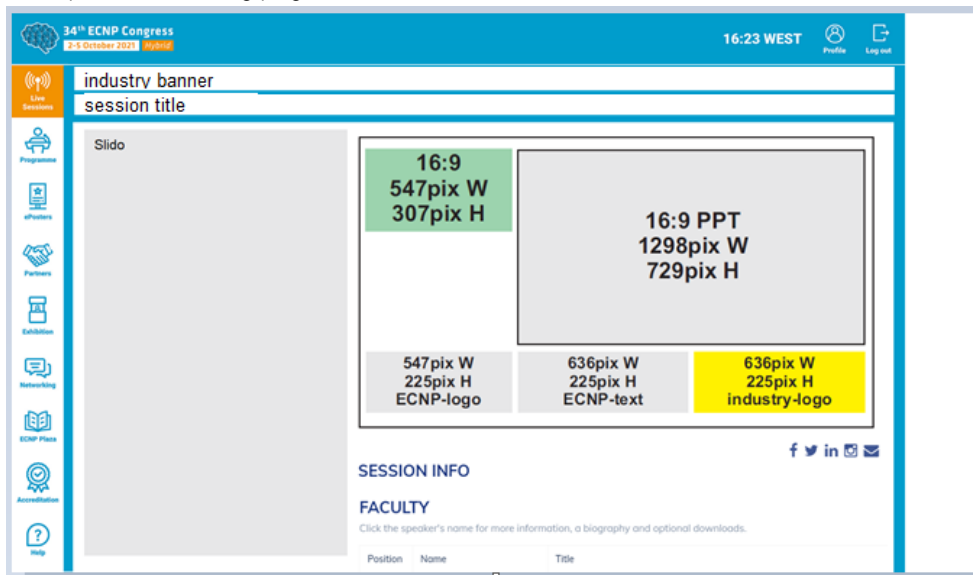 34th ECNP Congress
2-5 October 2021 Hybrid
16:23 WEST
Profile
Log out
Live
Sessions
industry banner
session title
Programme
ePosters
Partners
Exhibition
Networking
ECNP Plaza
Accreditation
Help
Slido
16:9
547pix W
307pix H
16:9 PPT
1298pix W
729pix H
547pix W
225pix H
ECNP-logo
636pix W
225pix H
ECNP-text
636pix W
225pix H
industry-logo
SESSION INFO
FACULTY
Click the speaker's name for more information, a biography and optional downloads.
Position Name Title